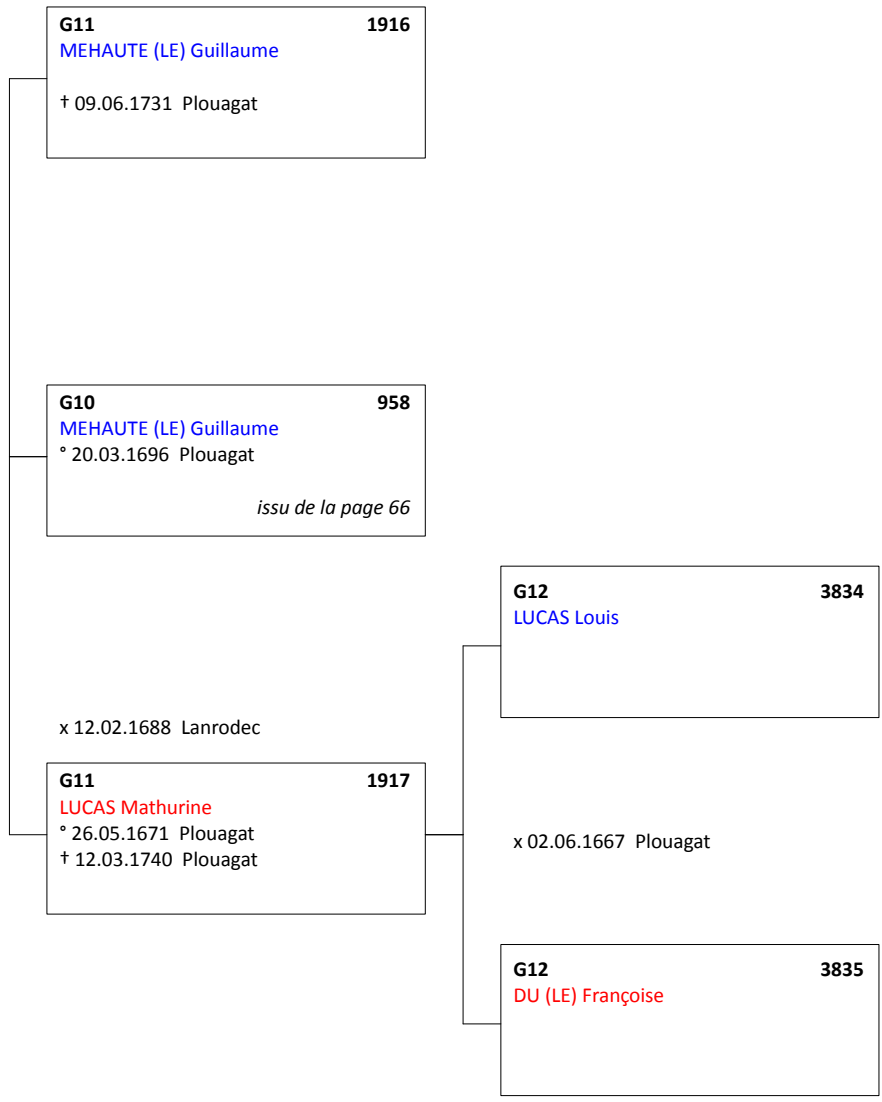 G11 1916
MEHAUTE (LE) Guillaume
† 09.06.1731 Plouagat
G10 958
MEHAUTE (LE) Guillaume
° 20.03.1696 Plouagat
issu de la page 66
G12 3834
LUCAS Louis
x 12.02.1688 Lanrodec
G11 1917
LUCAS Mathurine
° 26.05.1671 Plouagat
† 12.03.1740 Plouagat
x 02.06.1667 Plouagat
G12 3835
DU (LE) Françoise